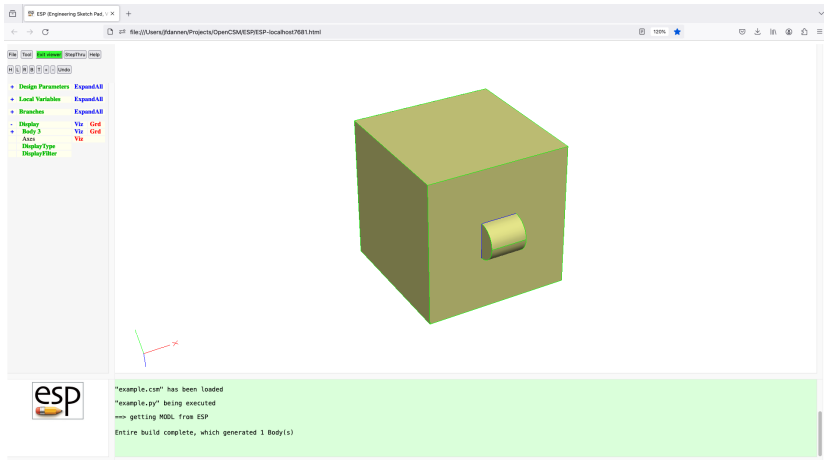 ESP (Engineering Sketch Pad, V
file:///Users/jfdannen/Projects/OpenCSM/ESP/ESP-localhost7681.html
120%
File Tool Exit viewer StepThru Help
H L R B T + - Undo
+ Design Parameters ExpandAll
+ Local Variables ExpandAll
+ Branches ExpandAll
- Display Viz Grd
+ Body 3 Viz Grd
Axes Viz
DisplayType
DisplayFilter
X
esp
"example.csm" has been loaded
"example.py" being executed
==> getting MODL from ESP
Entire build complete, which generated 1 Body(s)